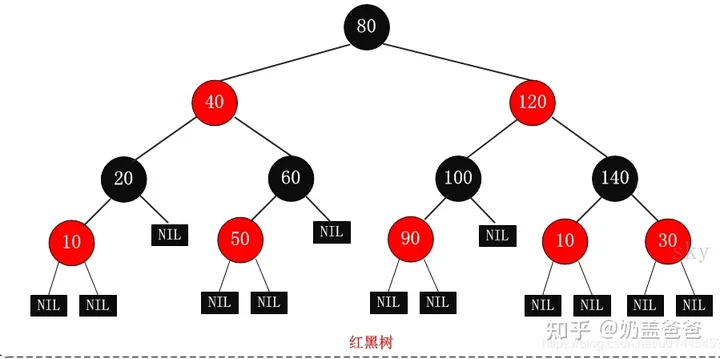 80
40 120
20 60 100 140
10 NIL 50 NIL 90 NIL 10 30
sky
NIL NIL NIL NIL NIL NIL NIL NIL NIL NIL
知乎 @奶盖爸爸
红黑树